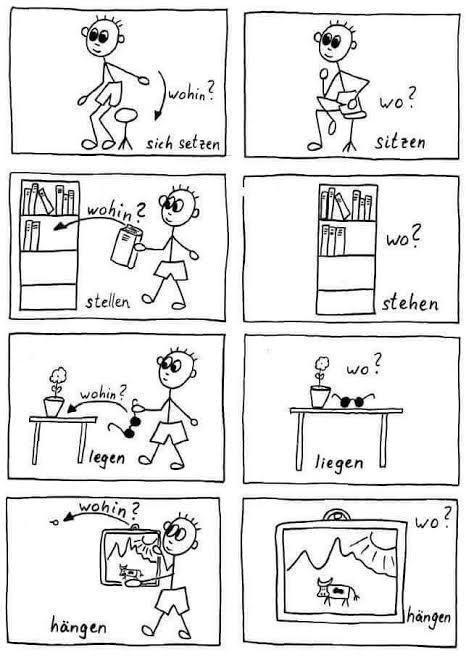 wohin?
sich setzen
wo?
sitzen
wohin?
stellen
wo?
stehen
wohin?
legen
wo?
liegen
wohin?
hängen
wo?
hängen